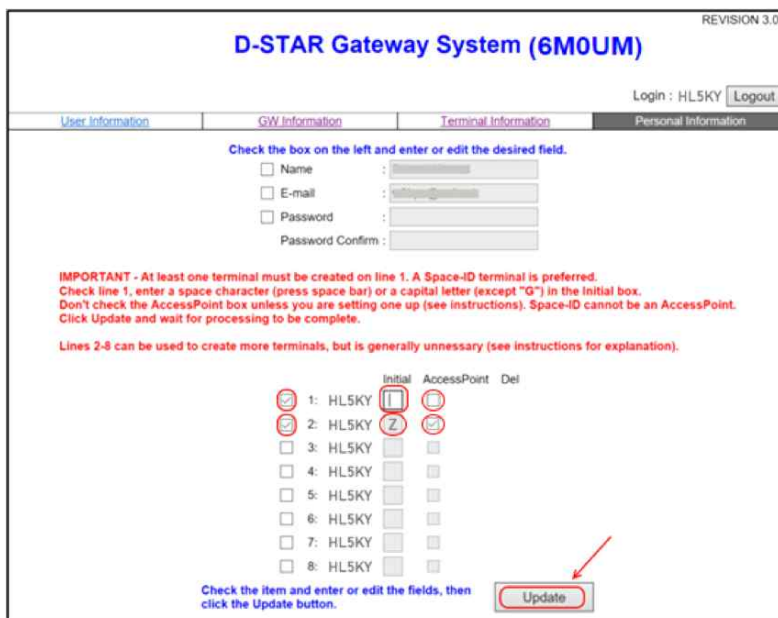 REVISION 3.0
D-STAR Gateway System (6M0UM)
Login : HL5KY Logout
User Information GW Information Terminal Information Personal Information
Check the box on the left and enter or edit the desired field.
Name :
E-mail :
Password :
Password Confirm :
IMPORTANT - At least one terminal must be created on line 1. A Space-ID terminal is preferred.
Check line 1, enter a space character (press space bar) or a capital letter (except "G") in the Initial box.
Don't check the AccessPoint box unless you are setting one up (see instructions). Space-ID cannot be an AccessPoint.
Click Update and wait for processing to be complete.
Lines 2-8 can be used to create more terminals, but is generally unnessary (see instructions for explanation).
Initial AccessPoint Del
1: HL5KY
2: HL5KY Z
3: HL5KY
4: HL5KY
5: HL5KY
6: HL5KY
7: HL5KY
8: HL5KY
Check the item and enter or edit the fields, then
click the Update button.
Update